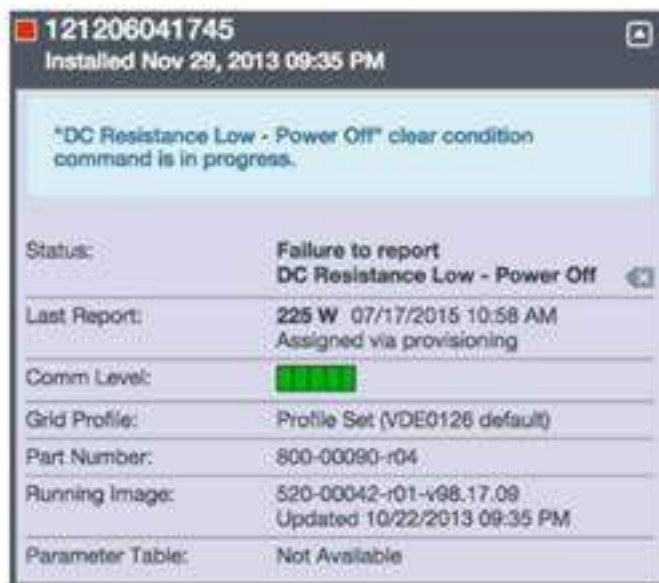 121206041745
Installed Nov 29, 2013 09:35 PM
"DC Resistance Low - Power Off" clear condition
command is in progress.
Status: Failure to report
DC Resistance Low - Power Off
Last Report: 225 W 07/17/2015 10:58 AM
Assigned via provisioning
Comm Level:
Grid Profile: Profile Set (VDE0126 default)
Part Number: 800-00090-r04
Running Image: 520-00042-r01-v98.17.09
Updated 10/22/2013 09:35 PM
Parameter Table: Not Available